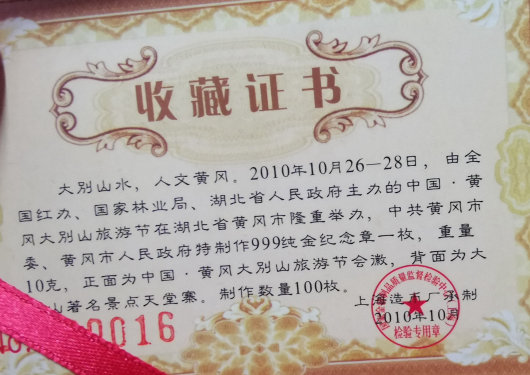 收藏证书
大别山水，人文黄冈。2010年10月26-28日，由全
国红办、国家林业局、湖北省人民政府主办的中国·黄
冈大别山旅游节在湖北省黄冈市隆重举办，中共黄冈市
委、黄冈市人民政府特制作999纯金纪念章一枚，重量
10克，正面为中国·黄冈大别山旅游节会徽，背面为大
山著名景点天堂寨。制作数量100枚。
上海造币厂承制
2010年10月
0016
检验专用章